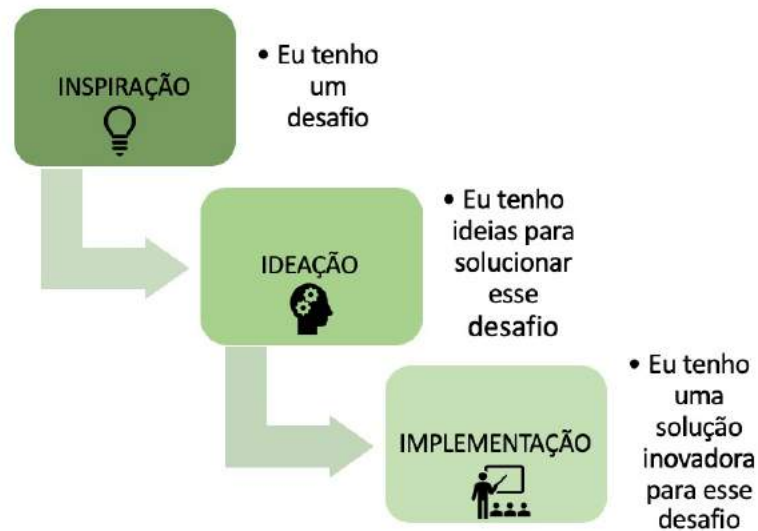 INSPIRAÇÃO
• Eu tenho
um
desafio
IDEAÇÃO
• Eu tenho
ideias para
solucionar
esse
desafio
IMPLEMENTAÇÃO
• Eu tenho
uma
solução
inovadora
para esse
desafio